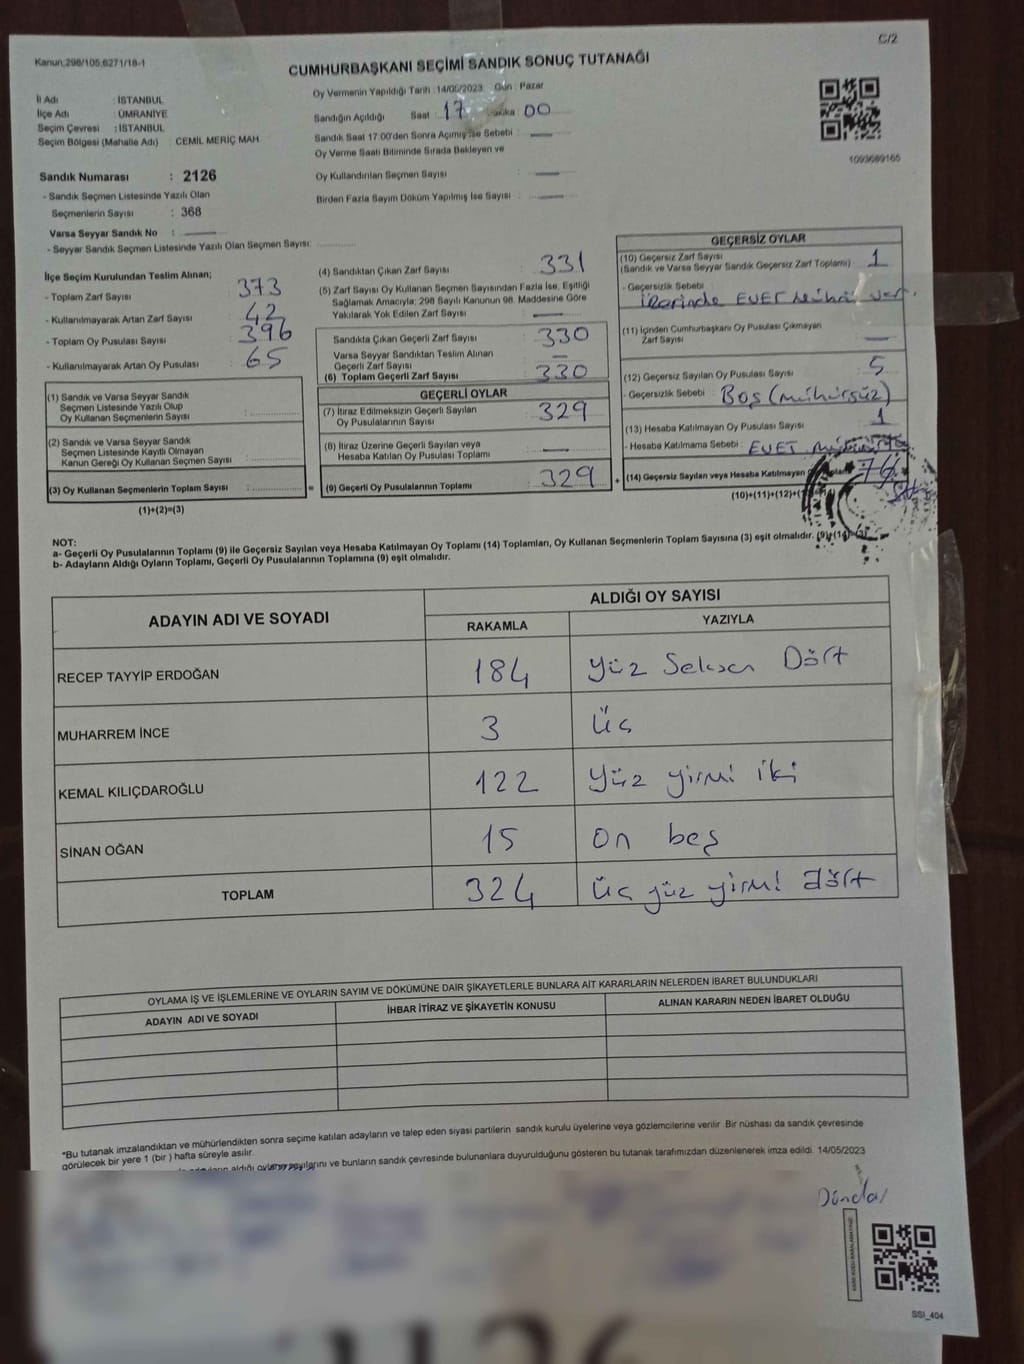 C/2
Kanun,298/105,6271/18-1
CUMHURBAŞKANI SEÇİMİ SANDIK SONUÇ TUTANAĞI
İl Adı : İSTANBUL
İlçe Adı : ÜMRANİYE
Seçim Çevresi : İSTANBUL
Seçim Bölgesi (Mahalle Adı) : CEMİL MERİÇ MAH
Sandık Numarası : 2126
- Sandık Seçmen Listesinde Yazılı Olan
Seçmenlerin Sayısı : 368
Varsa Seyyar Sandık No :
- Seyyar Sandık Seçmen Listesinde Yazılı Olan Seçmen Sayısı:
Oy Vermenin Yapıldığı Tarih :14/05/2023 Gün : Pazar
Sandığın Açıldığı Saat : 17 Dakika : 00
Sandık Saat 17:00'den Sonra Açımış ise Sebebi :
Oy Verme Saati Bitiminde Sırada Bekleyen ve
Oy Kullandırılan Seçmen Sayısı :
Birden Fazla Sayım Döküm Yapılmış İse Sayısı :
1093689165
İlçe Seçim Kurulundan Teslim Alınan;
- Toplam Zarf Sayısı : 373
- Kullanılmayarak Artan Zarf Sayısı : 42
- Toplam Oy Pusulası Sayısı : 396
- Kullanılmayarak Artan Oy Pusulası : 65
(1) Sandık ve Varsa Seyyar Sandık
Seçmen Listesinde Yazılı Olup
Oy Kullanan Seçmenlerin Sayısı :
(2) Sandık ve Varsa Seyyar Sandık
Seçmen Listesinde Kayıtlı Olmayan
Kanun Gereği Oy Kullanan Seçmen Sayısı :
(3) Oy Kullanan Seçmenlerin Toplam Sayısı : =
(1)+(2)=(3)
(4) Sandıktan Çıkan Zarf Sayısı : 331
(5) Zarf Sayısı Oy Kullanan Seçmen Sayısından Fazla İse, Eşitliği
Sağlamak Amacıyla; 298 Sayılı Kanunun 98. Maddesine Göre
Yakılarak Yok Edilen Zarf Sayısı :
Sandıkta Çıkan Geçerli Zarf Sayısı : 330
Varsa Seyyar Sandıktan Teslim Alınan
Geçerli Zarf Sayısı :
(6) Toplam Geçerli Zarf Sayısı : 330
GEÇERLİ OYLAR
(7) İtiraz Edilmeksizin Geçerli Sayılan
Oy Pusulalarının Sayısı : 329
(8) İtiraz Üzerine Geçerli Sayılan veya
Hesaba Katılan Oy Pusulası Toplamı :
(9) Geçerli Oy Pusulalarının Toplamı : 329 +
GEÇERSİZ OYLAR
(10) Geçersiz Zarf Sayısı
(Sandık ve Varsa Seyyar Sandık Geçersiz Zarf Toplamı) : 1
- Geçersizlik Sebebi
: üzerinde EVET Mührü var.
(11) İçinden Cumhurbaşkanı Oy Pusulası Çıkmayan
Zarf Sayısı :
(12) Geçersiz Sayılan Oy Pusulası Sayısı : 5
- Geçersizlik Sebebi : Boş (mühürsüz)
(13) Hesaba Katılmayan Oy Pusulası Sayısı : 1
- Hesaba Katılmama Sebebi : EVET
(14) Geçersiz Sayılan veya Hesaba Katılmayan
(10)+(11)+(12)+(
NOT:
a- Geçerli Oy Pusulalarının Toplamı (9) ile Geçersiz Sayılan veya Hesaba Katılmayan Oy Toplamı (14) Toplamları, Oy Kullanan Seçmenlerin Toplam Sayısına (3) eşit olmalıdır. (9)+(14)=(3)
b- Adayların Aldığı Oyların Toplamı, Geçerli Oy Pusulalarının Toplamına (9) eşit olmalıdır.
ADAYIN ADI VE SOYADI ALDIĞI OY SAYISI
RAKAMLA YAZIYLA
RECEP TAYYİP ERDOĞAN 184 Yüz Seksen Dört
MUHARREM İNCE 3 Üç
KEMAL KILIÇDAROĞLU 122 Yüz yirmi iki
SİNAN OĞAN 15 On beş
TOPLAM 324 Üç yüz yirmi dört
OYLAMA İŞ VE İŞLEMLERİNE VE OYLARIN SAYIM VE DÖKÜMÜNE DAİR ŞİKAYETLERLE BUNLARA AİT KARARLARIN NELERDEN İBARET BULUNDUKLARI
ADAYIN ADI VE SOYADI İHBAR İTİRAZ VE ŞİKAYETİN KONUSU ALINAN KARARIN NEDEN İBARET OLDUĞU
*Bu tutanak imzalandıktan ve mühürlendikten sonra seçime katılan adayların ve talep eden siyasi partilerin sandık kurulu üyelerine veya gözlemcilerine verilir Bir nüshası da sandık çevresinde
görülecek bir yere 1 (bir ) hafta süreyle asılır.
aldığı oyların sayılarını ve bunların sandık çevresinde bulunanlara duyurulduğunu gösteren bu tutanak tarafımızdan düzenlenerek imza edildi. 14/05/2023
SSİ_404